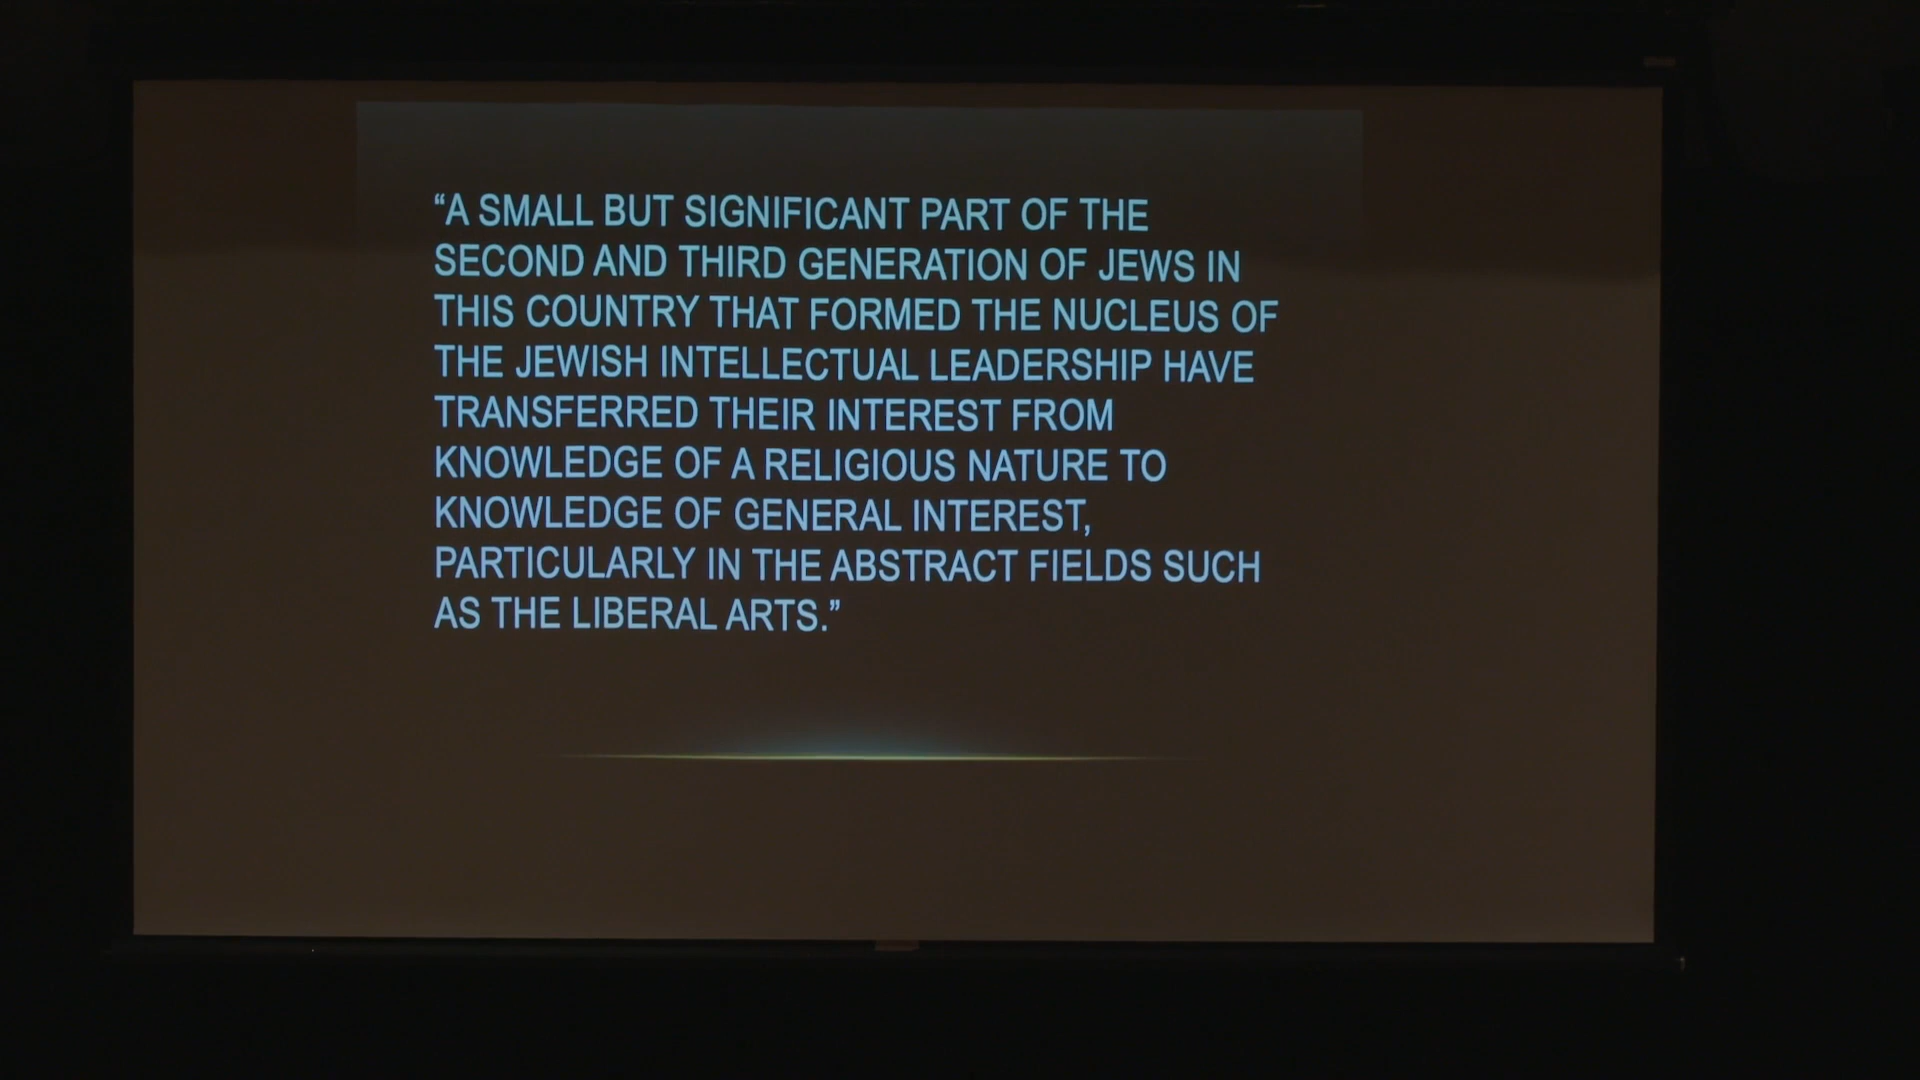 “A SMALL BUT SIGNIFICANT PART OF THE
SECOND AND THIRD GENERATION OF JEWS IN
THIS COUNTRY THAT FORMED THE NUCLEUS OF
THE JEWISH INTELLECTUAL LEADERSHIP HAVE
TRANSFERRED THEIR INTEREST FROM
KNOWLEDGE OF A RELIGIOUS NATURE TO
KNOWLEDGE OF GENERAL INTEREST,
PARTICULARLY IN THE ABSTRACT FIELDS SUCH
AS THE LIBERAL ARTS.”